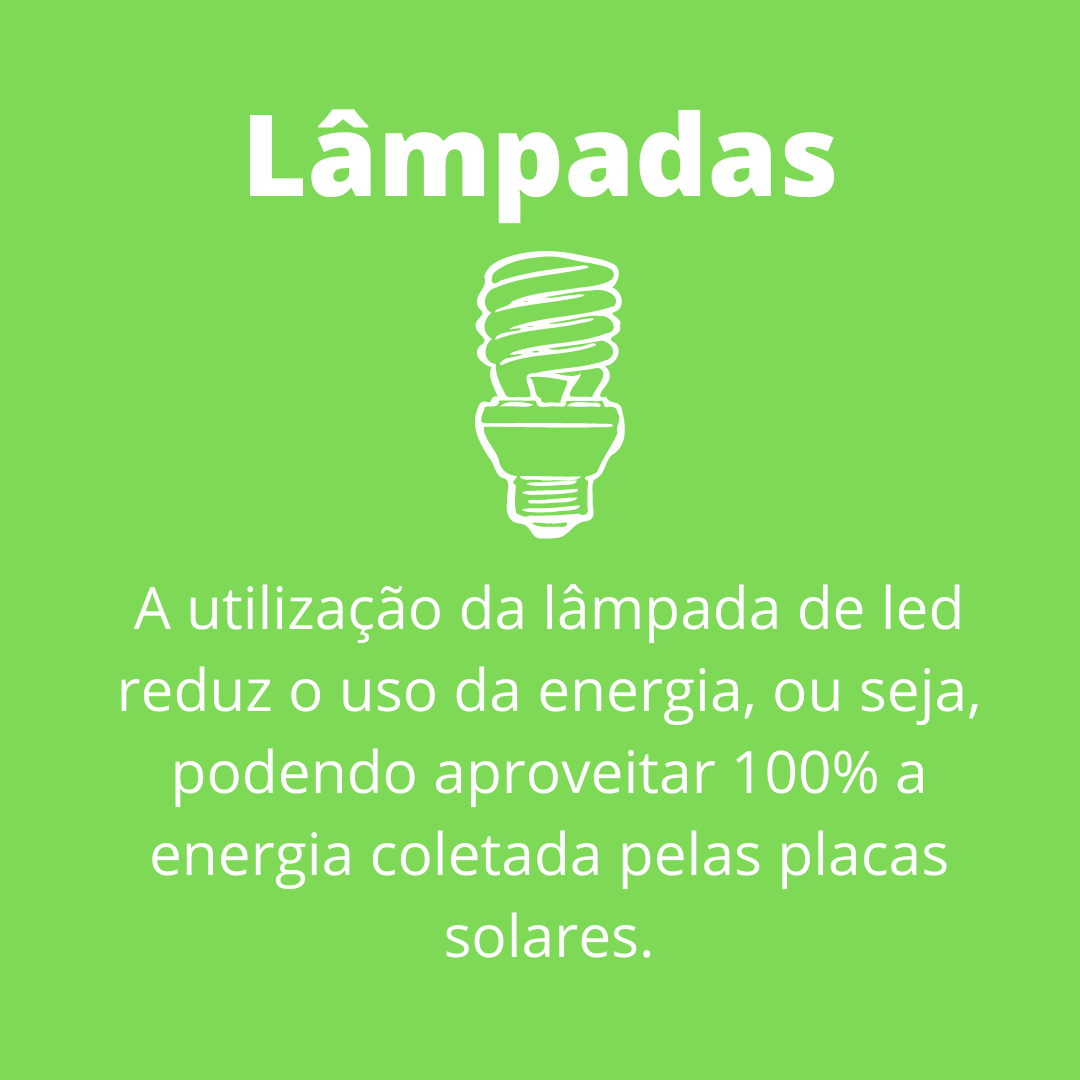 Lâmpadas
A utilização da lâmpada de led
reduz o uso da energia, ou seja,
podendo aproveitar 100% a
energia coletada pelas placas
solares.